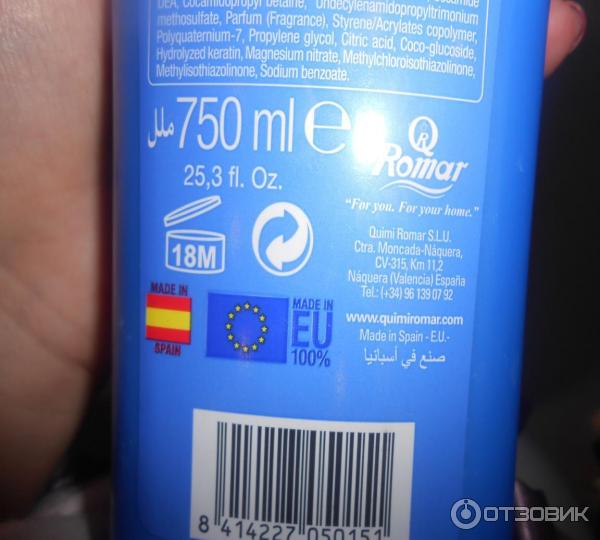 DEA, Cocamidopropyl betaine, Undecylenamidopropyltrimonium
methosulfate, Parfum (Fragrance), Styrene/Acrylates copolymer,
Polyquaternium-7, Propylene glycol, Citric acid, Coco-glucoside,
Hydrolyzed keratin, Magnesium nitrate, Methylchloroisothiazolinone,
Methylisothiazolinone, Sodium benzoate.
750 ml ملل e
25,3 fl. Oz.
QR
Romar
"For you. For your home."
18M
Quimi Romar S.L.U.
Ctra. Moncada-Náquera,
CV-315, Km 11,2
Náquera (Valencia) España
Tel.: (+34) 96 139 07 92
www.quimiromar.com
Made in Spain - E.U.-
صنع في أسبانيا
MADE IN
SPAIN
MADE IN
EU
100%
8 414227 050151
ОТЗОВИК